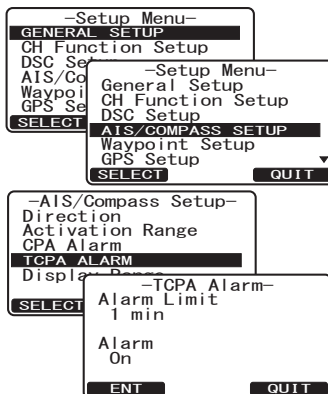 –Setup Menu–
GENERAL SETUP
CH Function Setup
DSC
AIS/Co
Waypoi
GPS Se
SELECT
–Setup Menu–
General Setup
CH Function Setup
DSC Setup
AIS/COMPASS SETUP
Waypoint Setup
GPS Setup
SELECT QUIT
–AIS/Compass Setup–
Direction
Activation Range
CPA Alarm
TCPA ALARM
Display Range
SELECT
–TCPA Alarm–
Alarm Limit
1 min
Alarm
On
ENT QUIT